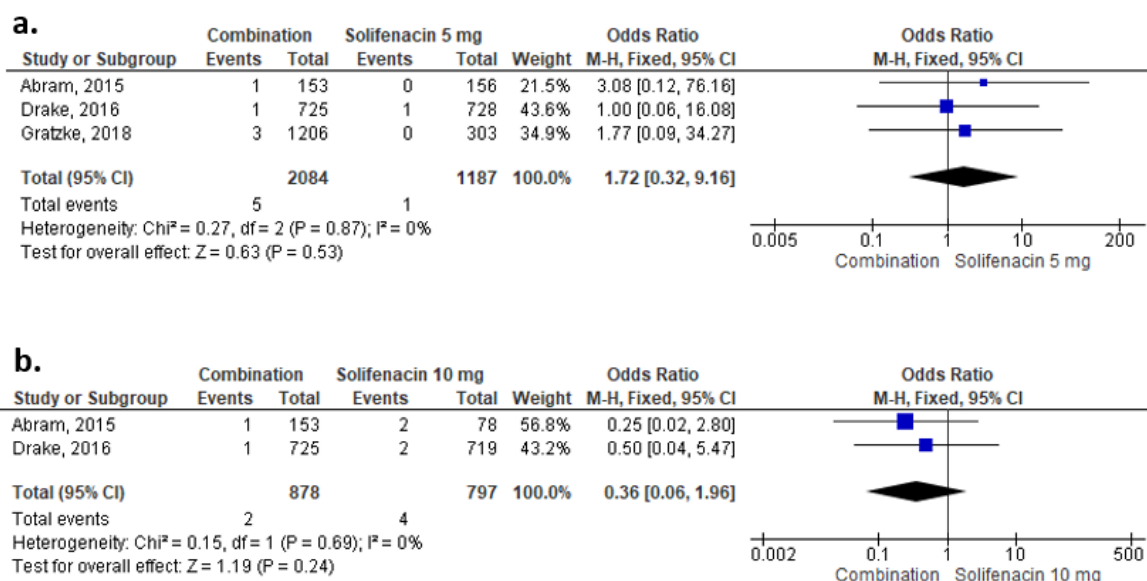 a.
Combination Solifenacin 5 mg Odds Ratio Odds Ratio
Study or Subgroup Events Total Events Total Weight M-H, Fixed, 95% CI M-H, Fixed, 95% CI
Abram, 2015 1 153 0 156 21.5% 3.08 [0.12, 76.16]
Drake, 2016 1 725 1 728 43.6% 1.00 [0.06, 16.08]
Gratzke, 2018 3 1206 0 303 34.9% 1.77 [0.09, 34.27]
Total (95% CI) 2084 1187 100.0% 1.72 [0.32, 9.16]
Total events 5 1
Heterogeneity: Chi² = 0.27, df = 2 (P = 0.87); I² = 0%
Test for overall effect: Z = 0.63 (P = 0.53)
0.005 0.1 1 10 200
Combination Solifenacin 5 mg
b.
Combination Solifenacin 10 mg Odds Ratio Odds Ratio
Study or Subgroup Events Total Events Total Weight M-H, Fixed, 95% CI M-H, Fixed, 95% CI
Abram, 2015 1 153 2 78 56.8% 0.25 [0.02, 2.80]
Drake, 2016 1 725 2 719 43.2% 0.50 [0.04, 5.47]
Total (95% CI) 878 797 100.0% 0.36 [0.06, 1.96]
Total events 2 4
Heterogeneity: Chi² = 0.15, df = 1 (P = 0.69); I² = 0%
Test for overall effect: Z = 1.19 (P = 0.24)
0.002 0.1 1 10 500
Combination Solifenacin 10 mg